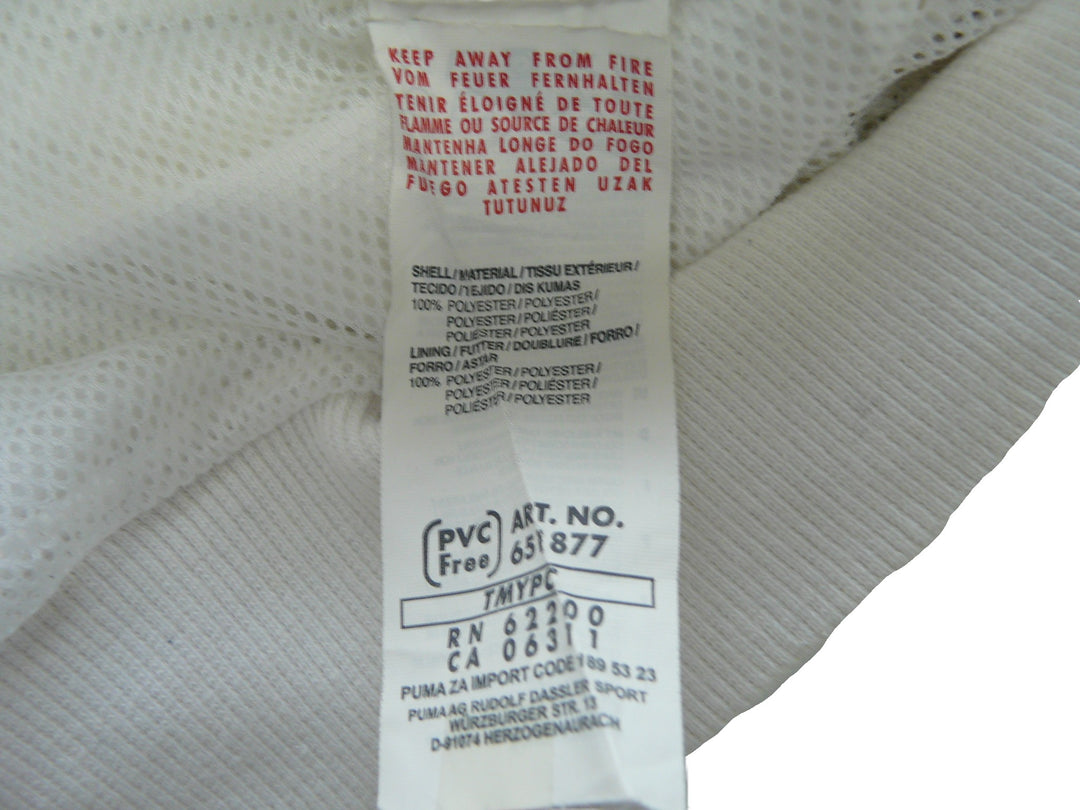 KEEP AWAY FROM FIRE
VOM FEUER FERNHALTEN
TENIR ÉLOIGNÉ DE TOUTE
FLAMME OU SOURCE DE CHALEUR
MANTENHA LONGE DO FOGO
MANTENER ALEJADO DEL
FUEGO ATESTEN UZAK
TUTUNUZ
SHELL/MATERIAL/TISSU EXTÉRIEUR/
TECIDO/TEJIDO/DIS KUMAS
100% POLYESTER/POLYESTER/
POLYESTER/POLIÉSTER/
POLIÉSTER/POLYESTER
LINING/FUTTER/DOUBLURE/FORRO/
FORRO/ASTAR
100% POLYESTER/POLYESTER/
POLYESTER/POLIÉSTER/
POLIÉSTER/POLYESTER
PVC Free
ART. NO.
651877
TMYPC
RN 62200
CA 06311
PUMA ZA IMPORT CODE 189 53 23
PUMA AG RUDOLF DASSLER SPORT
WÜRZBURGER STR. 13
D-91074 HERZOGENAURACH